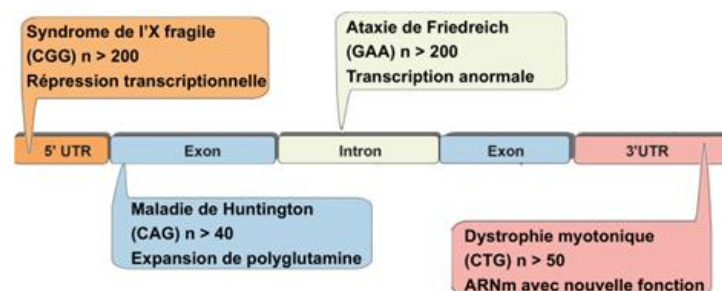 Syndrome de l'X fragile
(CGG) n > 200
Répression transcriptionnelle
Ataxie de Friedreich
(GAA) n > 200
Transcription anormale
5' UTR
Exon
Intron
Exon
3'UTR
Maladie de Huntington
(CAG) n > 40
Expansion de polyglutamine
Dystrophie myotonique
(CTG) n > 50
ARNm avec nouvelle fonction